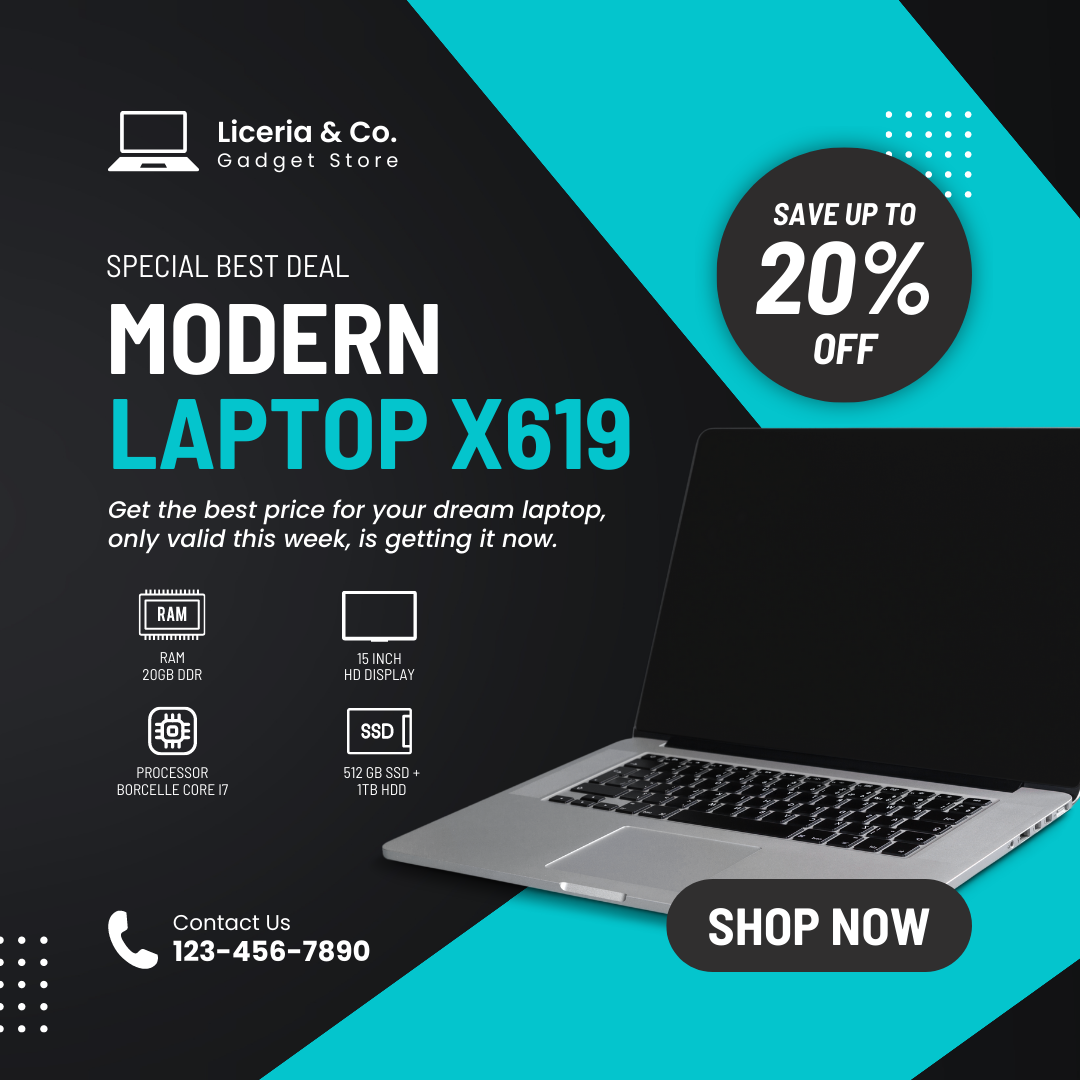 Liceria & Co.
Gadget Store
SAVE UP TO
20%
OFF
SPECIAL BEST DEAL
MODERN
LAPTOP X619
Get the best price for your dream laptop,
only valid this week, is getting it now.
RAM
RAM
20GB DDR
15 INCH
HD DISPLAY
PROCESSOR
BORCELLE CORE I7
SSD
512 GB SSD +
1TB HDD
Contact Us
123-456-7890
SHOP NOW